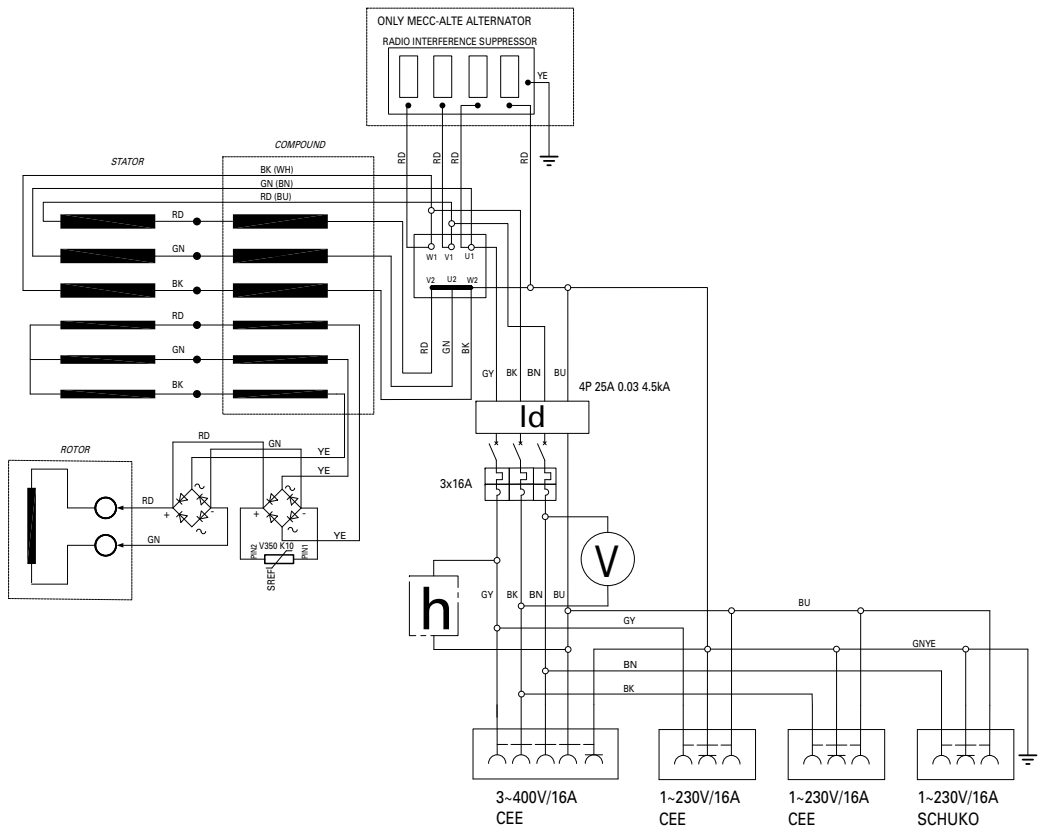 ONLY MECC-ALTE ALTERNATOR
RADIO INTERFERENCE SUPPRESSOR
YE
RD
RD
RD
RD
STATOR
COMPOUND
BK (WH)
GN (BN)
RD (BU)
RD
GN
BK
RD
GN
BK
W1 V1 U1
V2 U2 W2
RD
GN
BK
GY BK BN BU
4P 25A 0.03 4.5kA
Id
3x16A
ROTOR
RD
GN
RD
GN
YE
YE
YE
+ ~ - ~
+ ~ - ~
PIN2
V350 K10
PIN1
SREF
V
h
GY BK BN BU
BU
GY
GNYE
BN
BK
3~400V/16A
CEE
1~230V/16A
CEE
1~230V/16A
CEE
1~230V/16A
SCHUKO